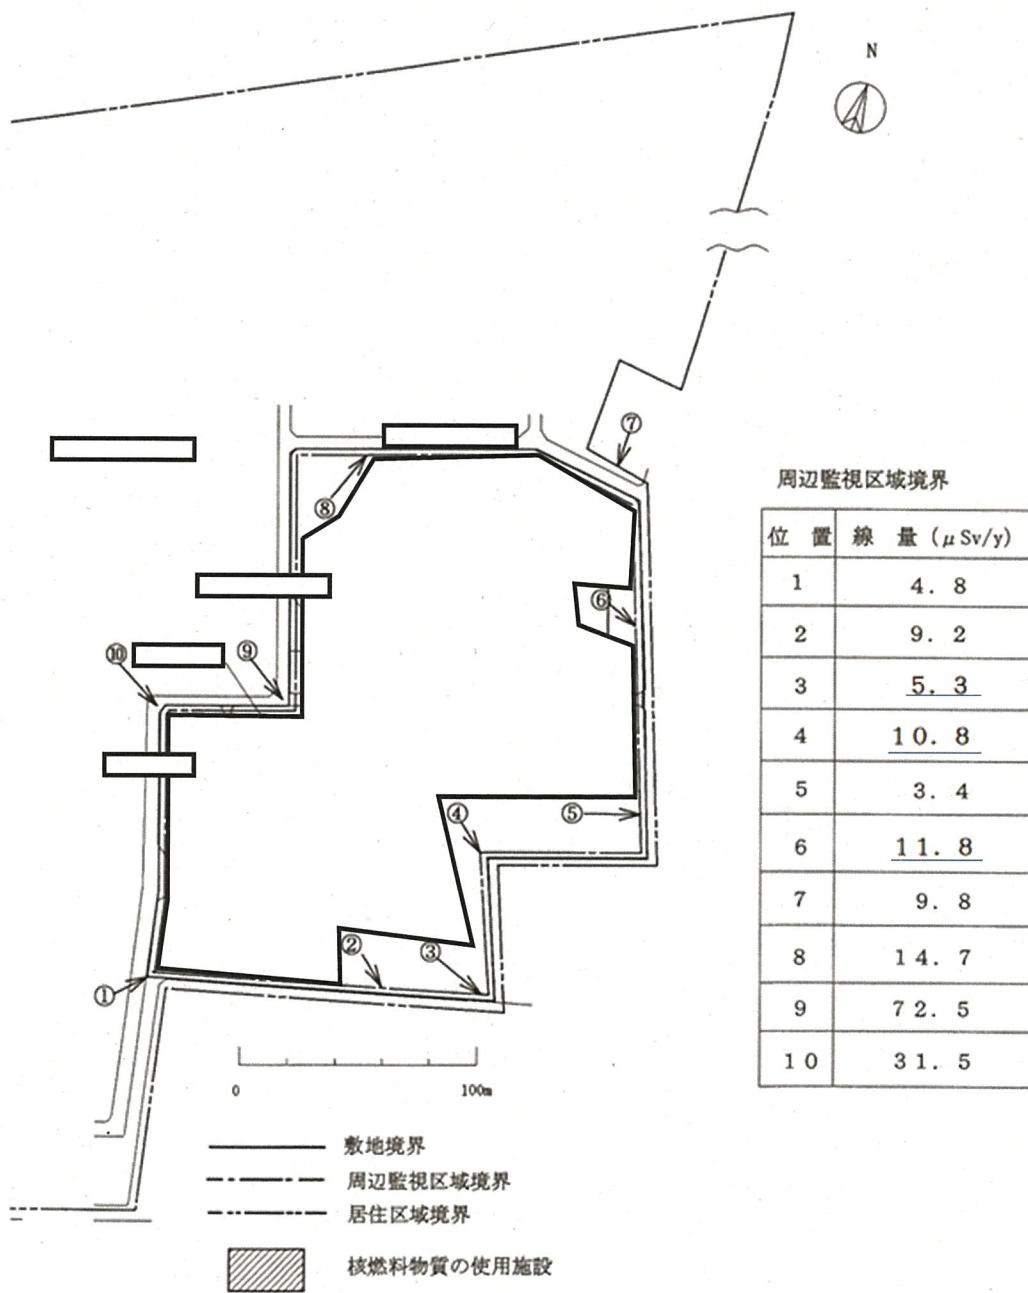 N
⑦
⑧
⑥
⑩
⑨
④
⑤
②
③
①
0
100m
敷地境界
周辺監視区域境界
居住区域境界
核燃料物質の使用施設
周辺監視区域境界
位 置 線 量 (μSv/y)
1 4.8
2 9.2
3 5.3
4 10.8
5 3.4
6 11.8
7 9.8
8 14.7
9 72.5
10 31.5